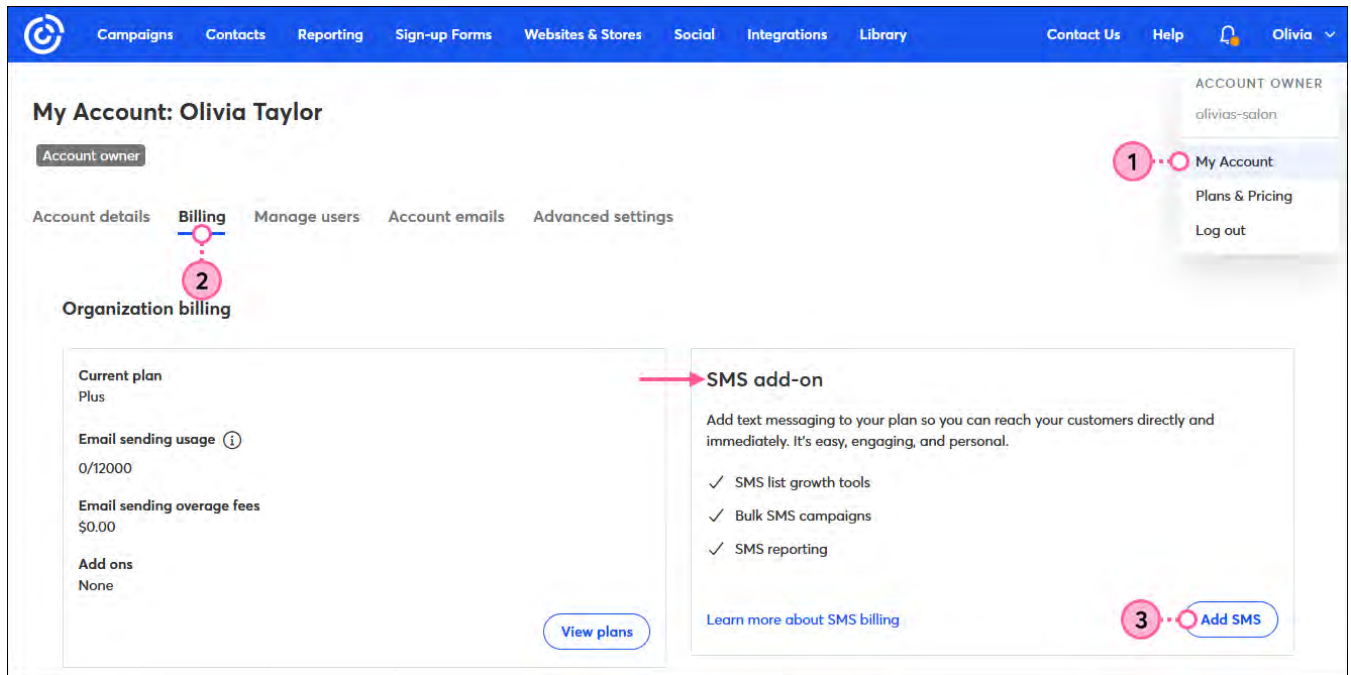 Campaigns Contacts Reporting Sign-up Forms Websites & Stores Social Integrations Library Contact Us Help Olivia
ACCOUNT OWNER
olivias-salon
My Account: Olivia Taylor
Account owner
1 My Account
Plans & Pricing
Log out
Account details Billing Manage users Account emails Advanced settings
2
Organization billing
Current plan
Plus
Email sending usage
0/12000
Email sending overage fees
$0.00
Add ons
None
View plans
SMS add-on
Add text messaging to your plan so you can reach your customers directly and
immediately. It's easy, engaging, and personal.
SMS list growth tools
Bulk SMS campaigns
SMS reporting
Learn more about SMS billing
3 Add SMS